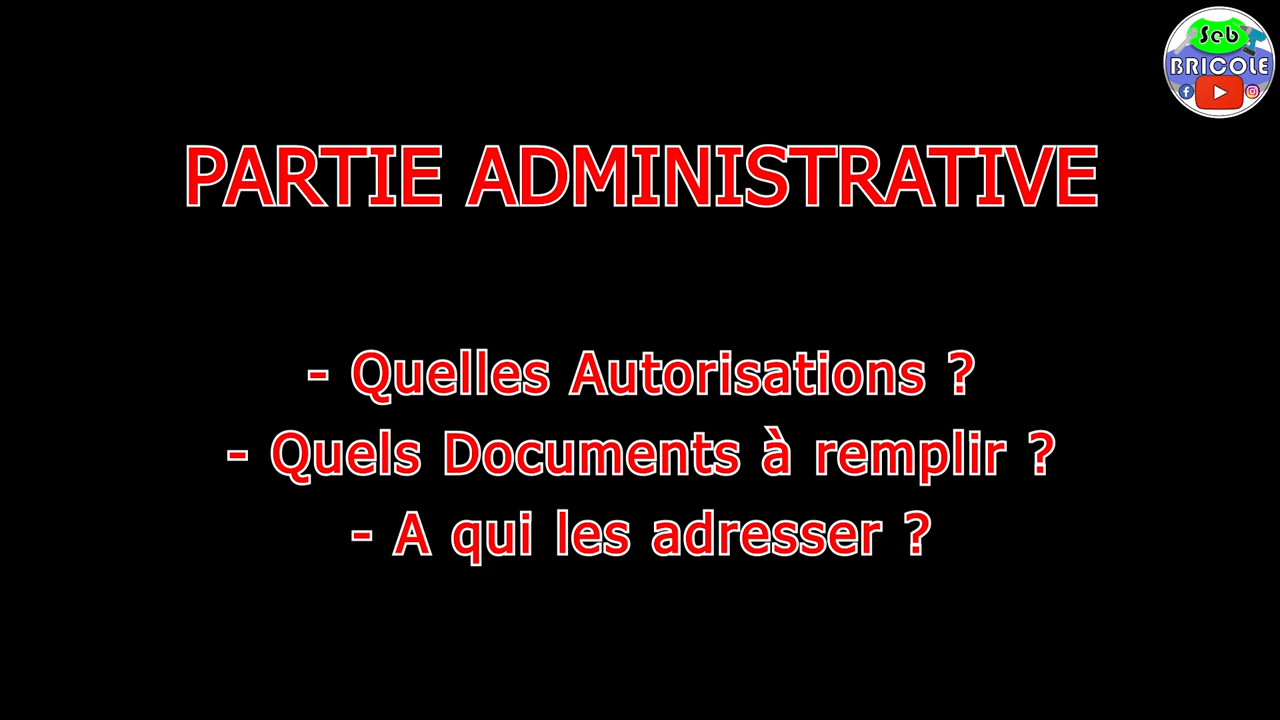 Seb
BRICOLE
PARTIE ADMINISTRATIVE
- Quelles Autorisations ?
- Quels Documents à remplir ?
- A qui les adresser ?